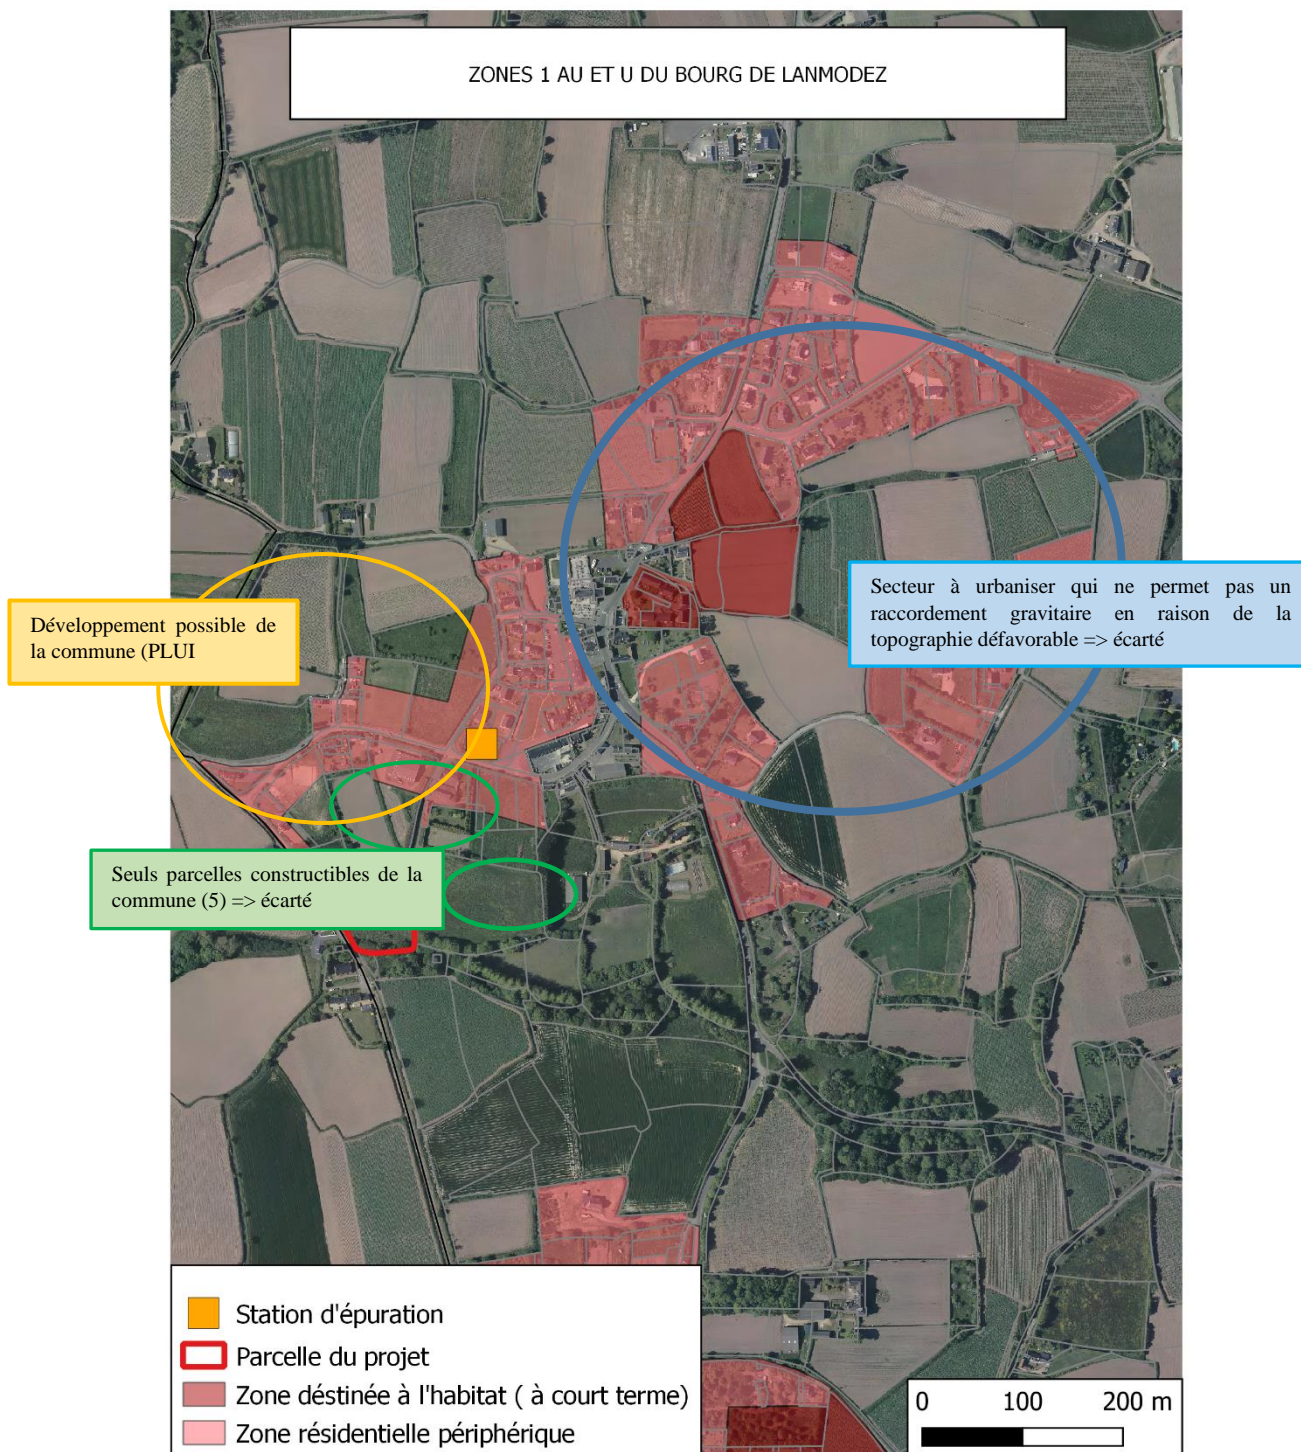 ZONES 1 AU ET U DU BOURG DE LANMODEZ
Secteur à urbaniser qui ne permet pas un
raccordement gravitaire en raison de la
topographie défavorable => écarté
Développement possible de
la commune (PLUI
Seuls parcelles constructibles de la
commune (5) => écarté
Station d'épuration
Parcelle du projet
Zone déstinée à l'habitat ( à court terme)
Zone résidentielle périphérique
0 100 200 m